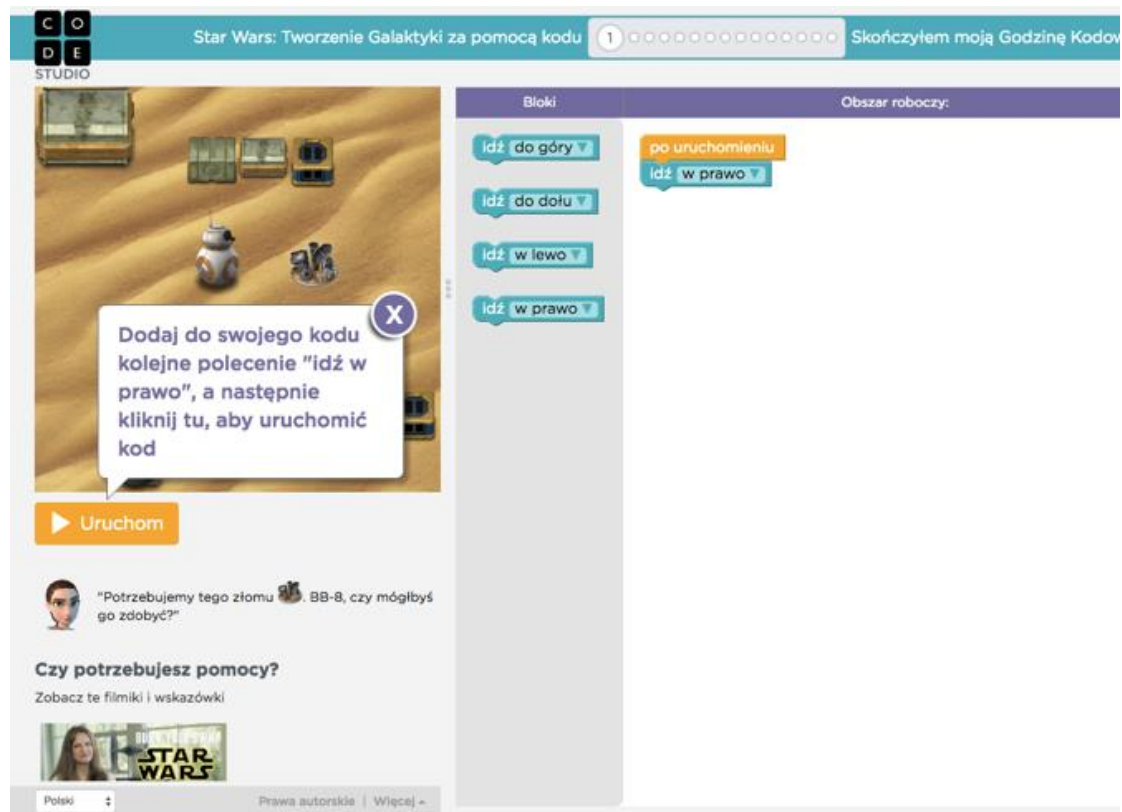 CODE
STUDIO
Star Wars: Tworzenie Galaktyki za pomocą kodu
1
Skończyłem moją Godzinę Kodow
Dodaj do swojego kodu
kolejne polecenie "idź w
prawo", a następnie
kliknij tu, aby uruchomić
kod
X
Uruchom
"Potrzebujemy tego złomu . BB-8, czy mógłbyś
go zdobyć?"
Czy potrzebujesz pomocy?
Zobacz te filmiki i wskazówki
STAR
WARS
Polski
Prawa autorskie | Więcej
Bloki
idź do góry
idź do dołu
idź w lewo
idź w prawo
Obszar roboczy:
po uruchomieniu
idź w prawo